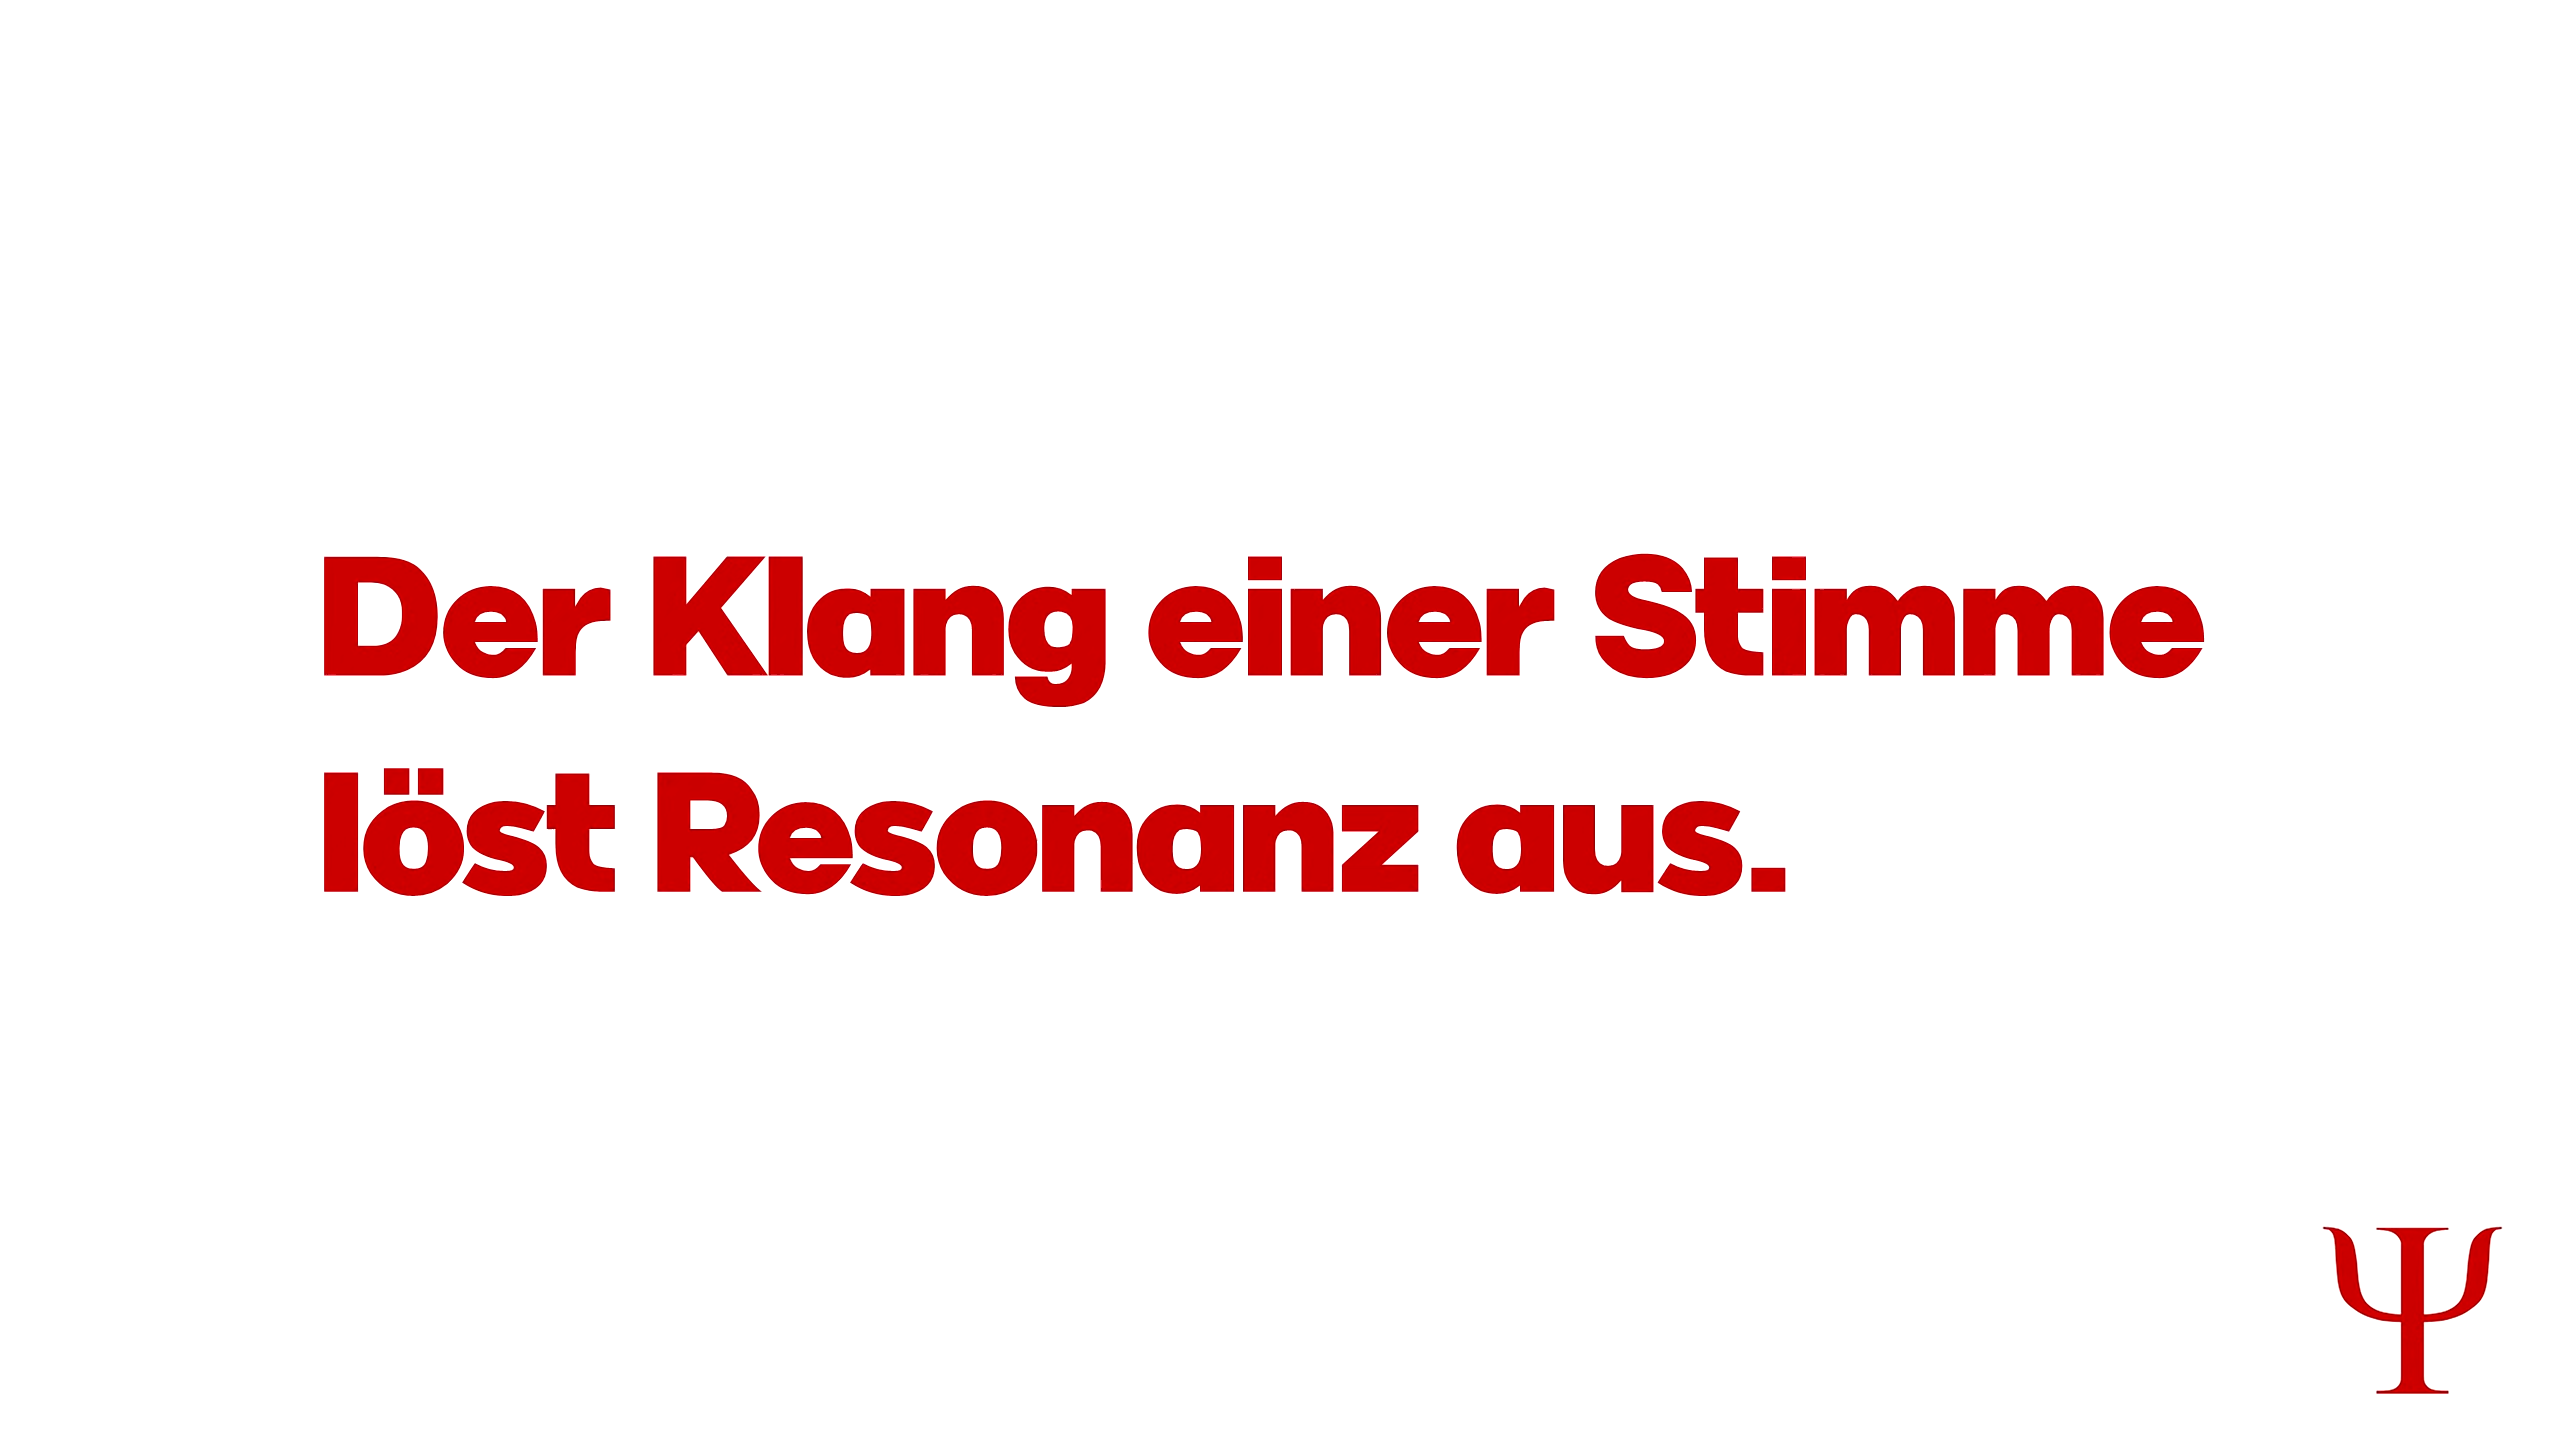 Der Klang einer Stimme
löst Resonanz aus.
Ψ